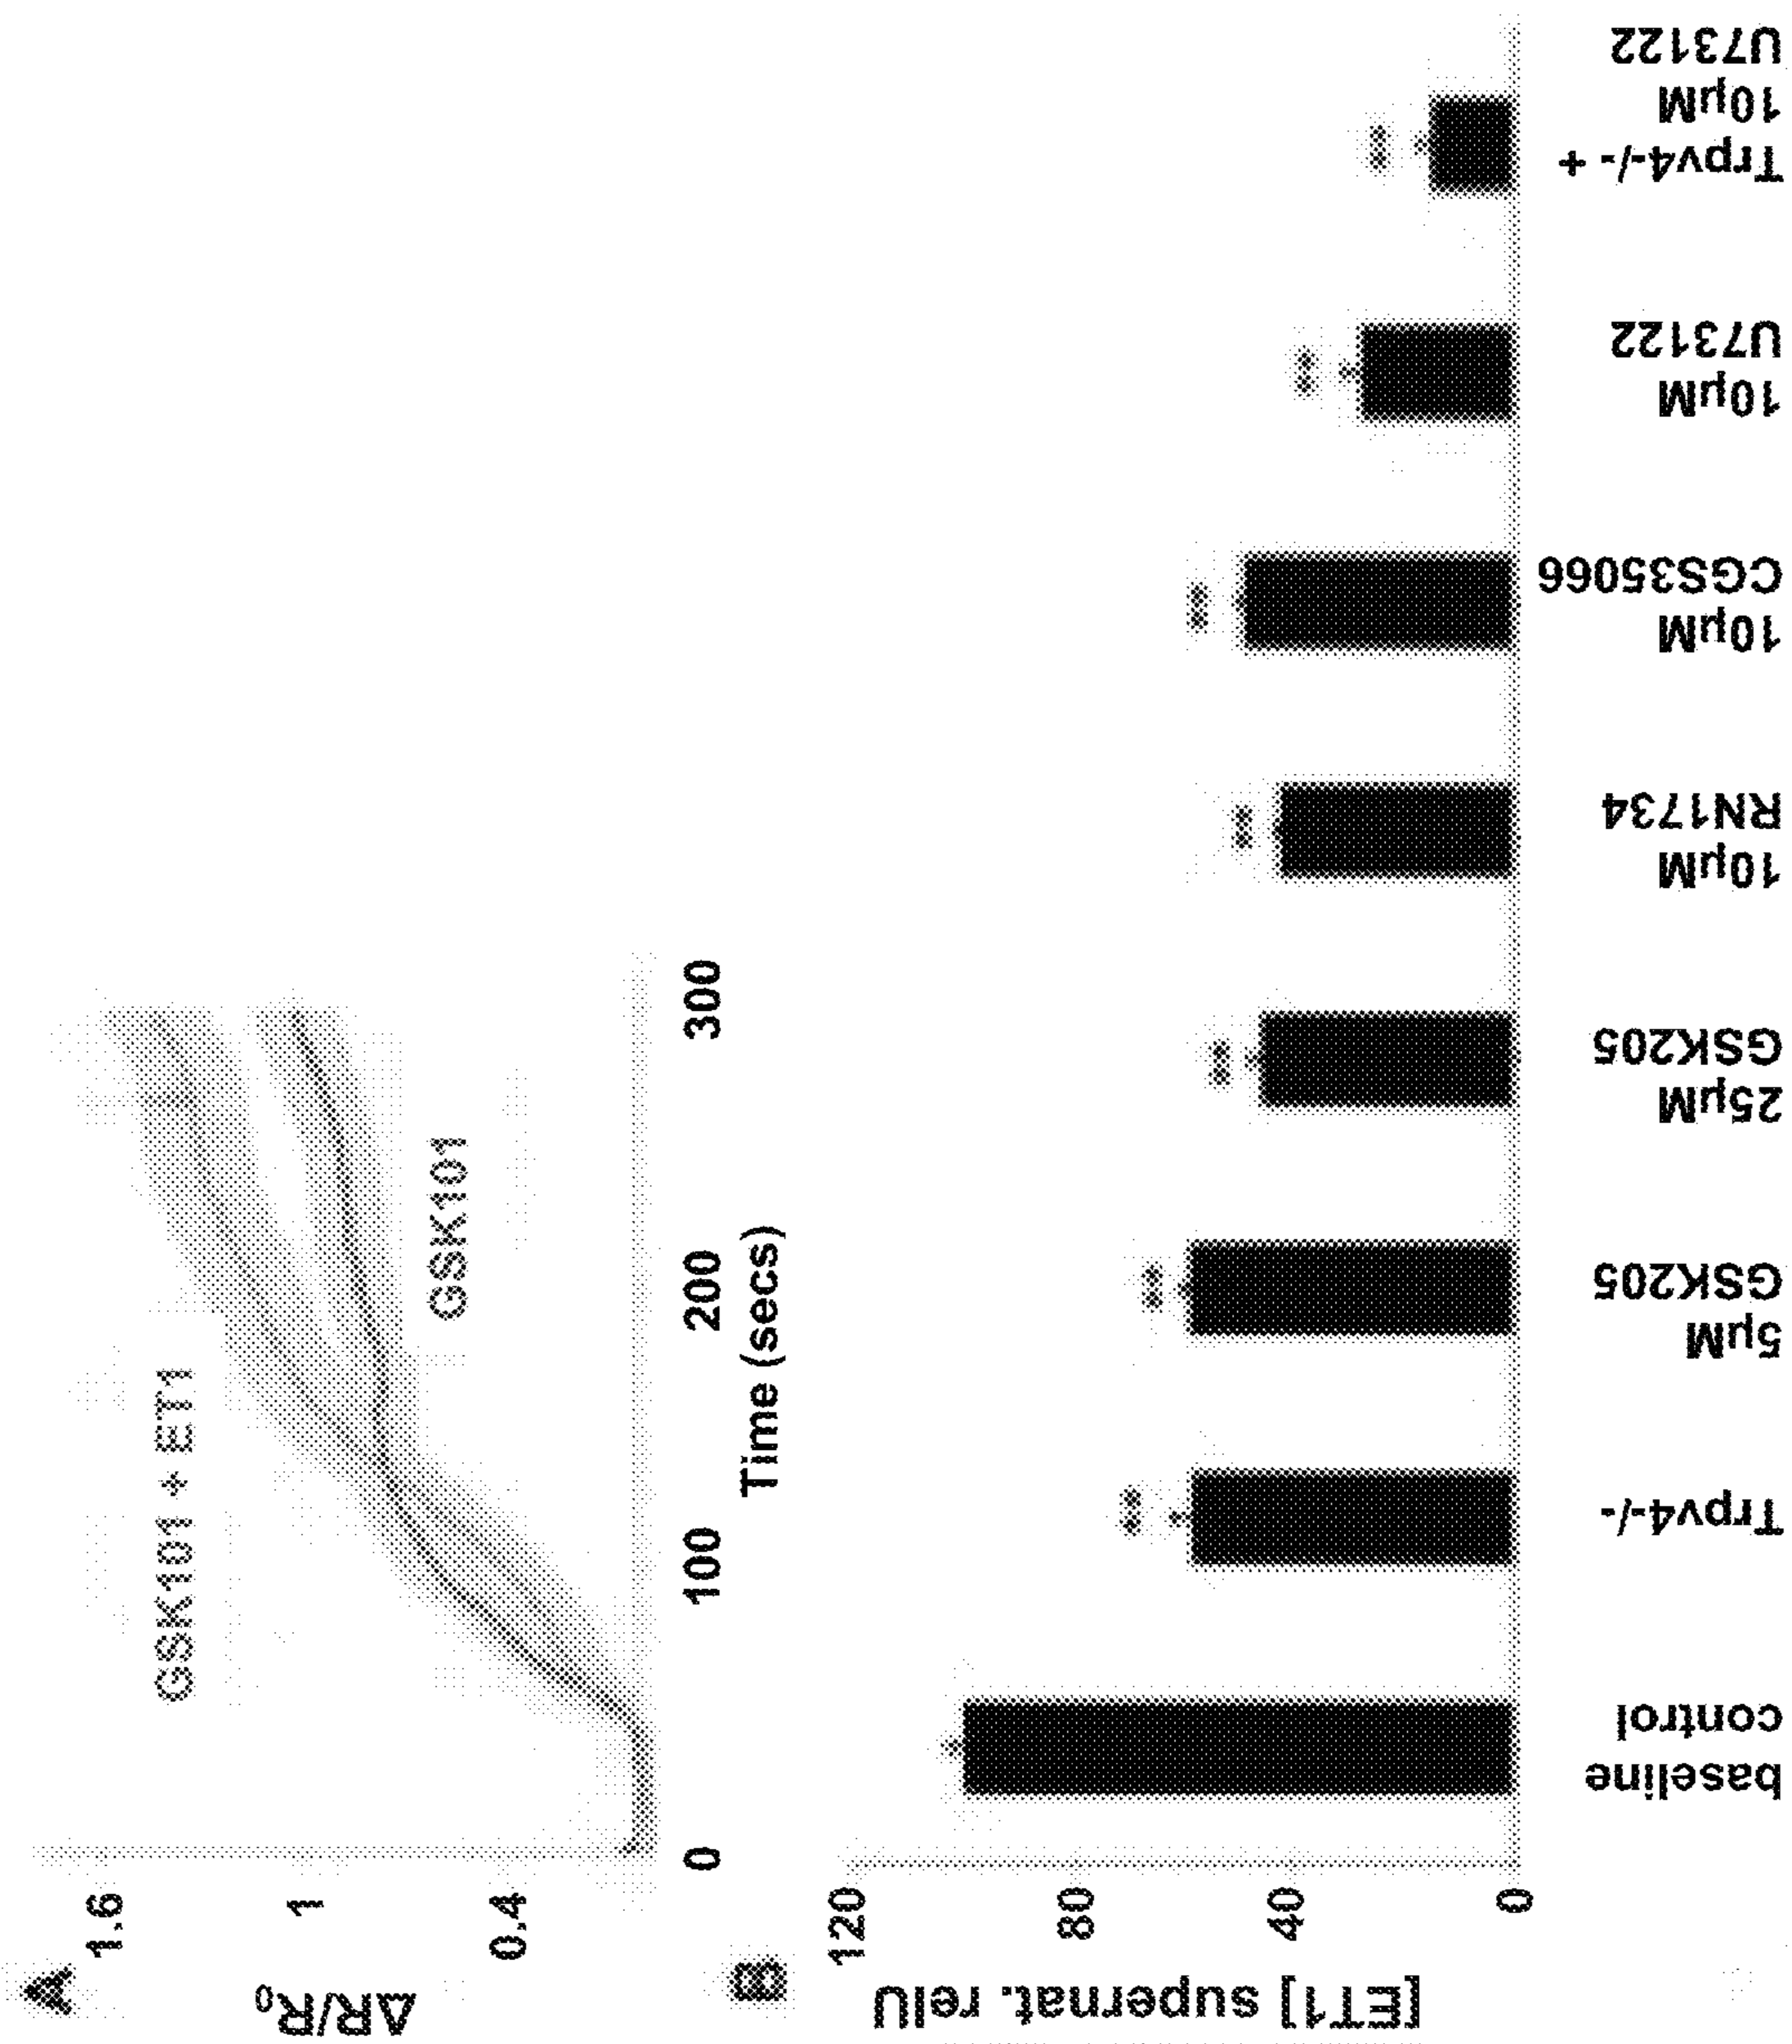 A
1.6
1
0.4
ΔR/R0
GSK101 + ET1
GSK101
0
100
200
300
Time (secs)
B
120
80
40
0
[ET1] supernat. relU
**
**
**
**
**
**
**
baseline
control
Trpv4-/-
5µM
GSK205
25µM
GSK205
10µM
RN1734
10µM
CGS35066
10µM
U73122
Trpv4-/- +
10µM
U73122